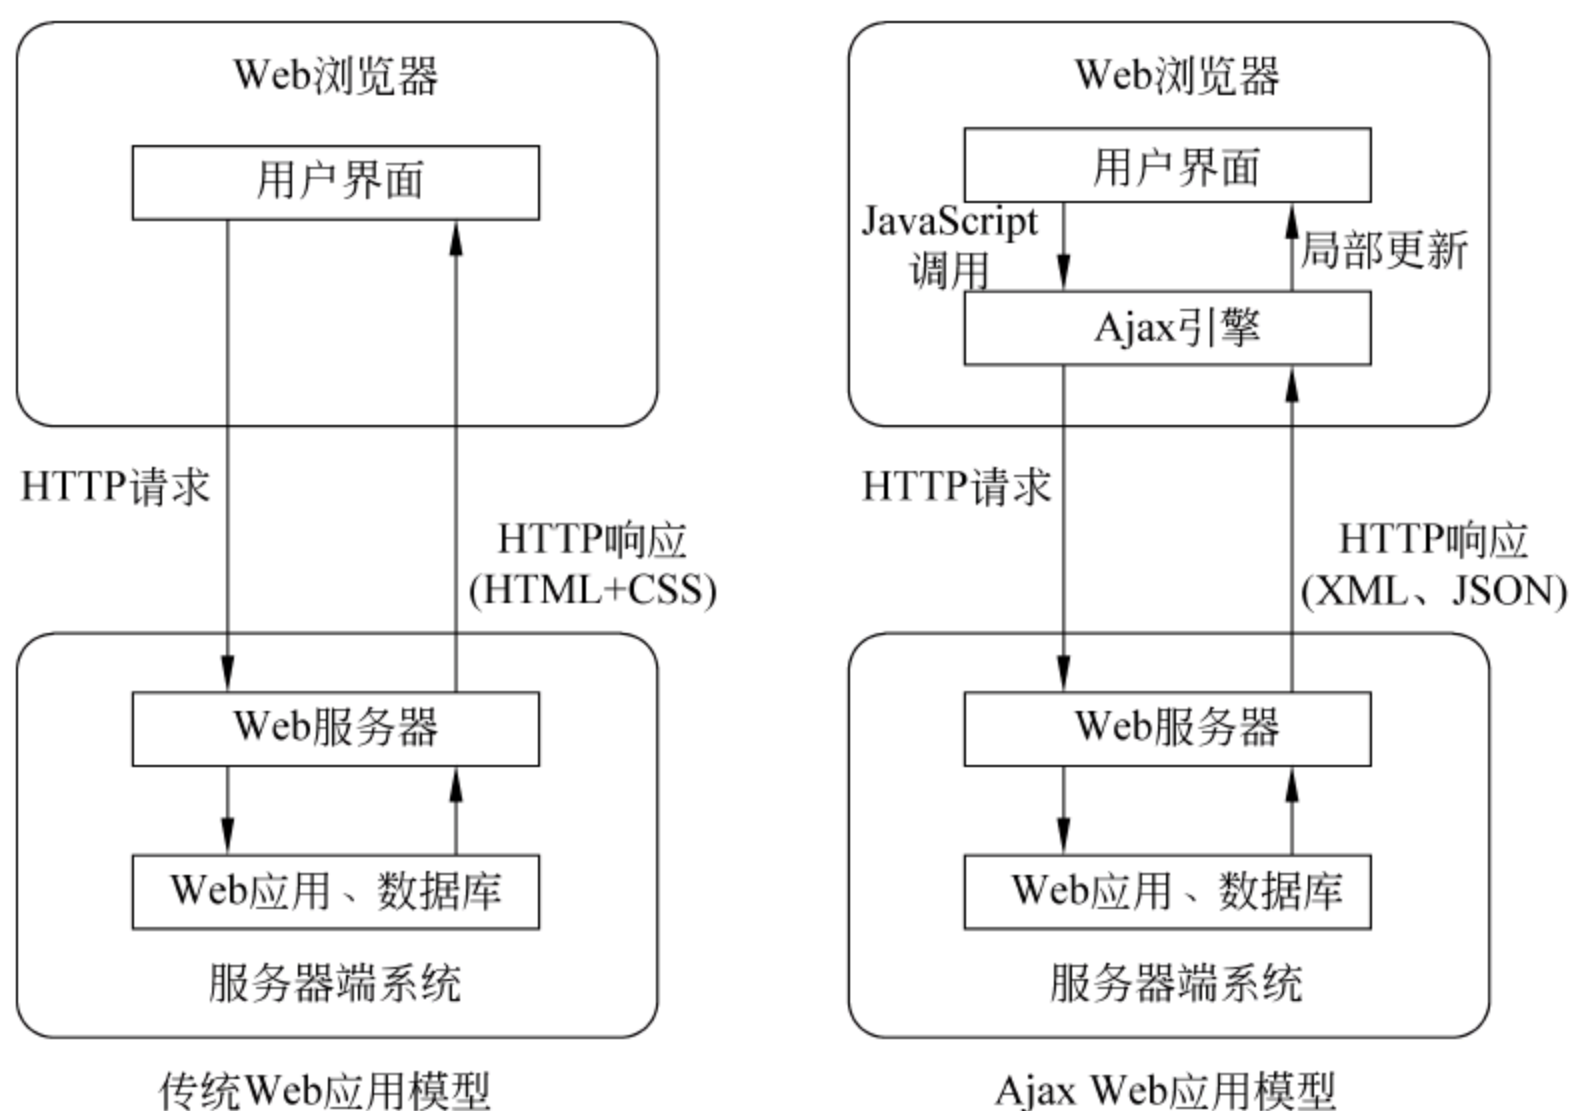 Web浏览器
用户界面
HTTP请求
HTTP响应
(HTML+CSS)
Web服务器
Web应用、数据库
服务器端系统
传统Web应用模型
Web浏览器
用户界面
JavaScript
调用
局部更新
Ajax引擎
HTTP请求
HTTP响应
(XML、JSON)
Web服务器
Web应用、数据库
服务器端系统
Ajax Web应用模型